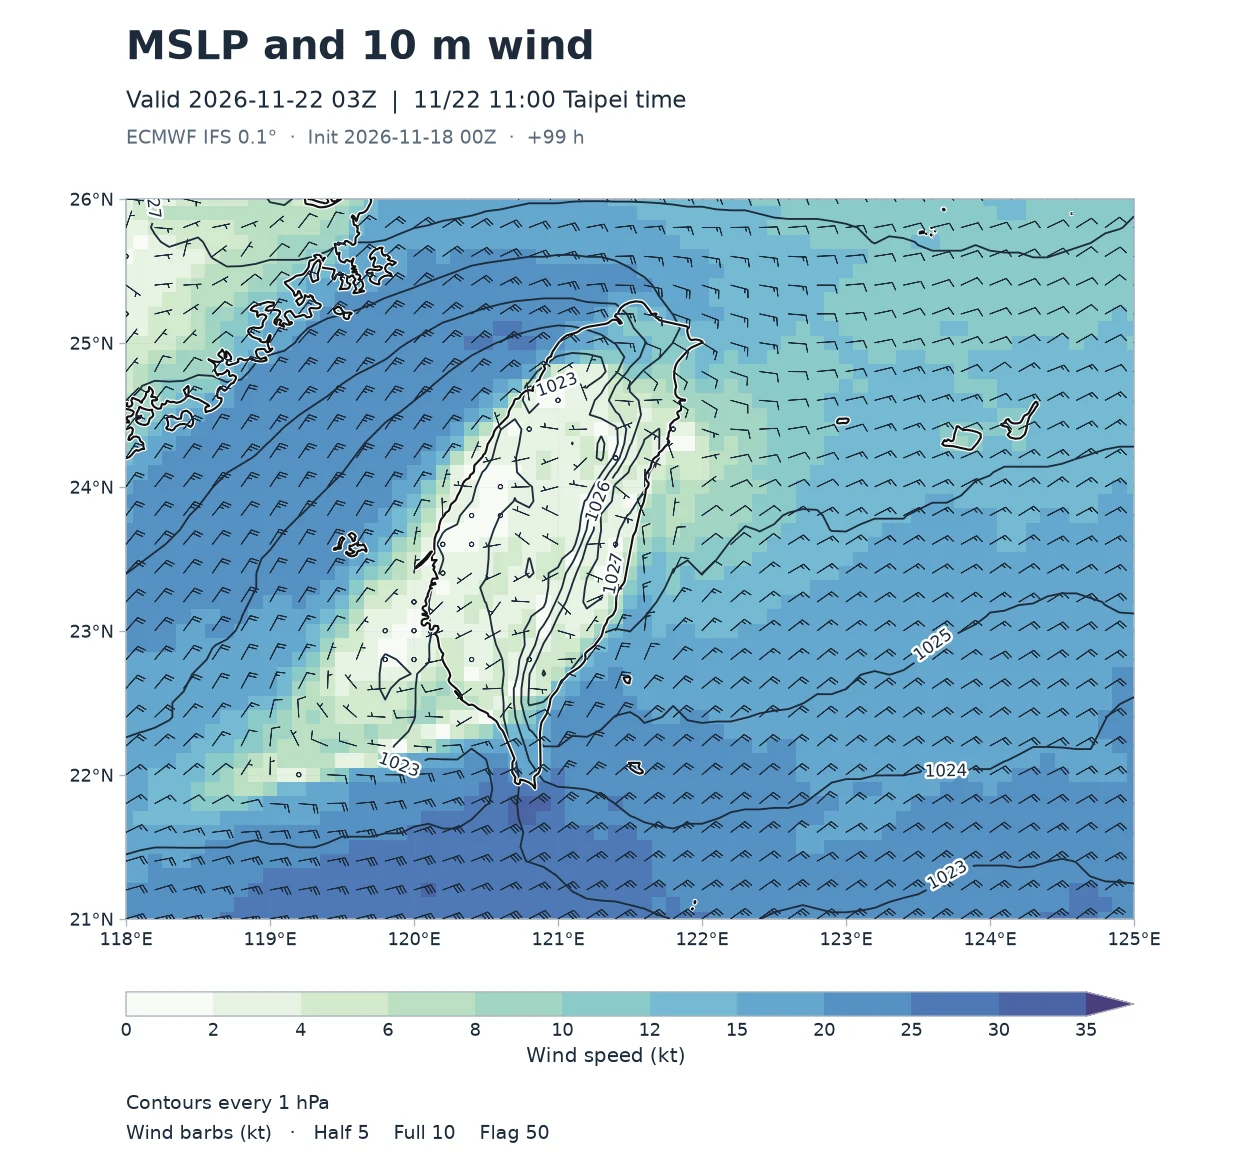 MSLP and 10 m wind
Valid 2026-11-22 03Z | 11/22 11:00 Taipei time
ECMWF IFS 0.1° · Init 2026-11-18 00Z · +99 h
26°N
27
25°N
1023
24°N
1026
1027
23°N
1025
1023
22°N
1024
1023
21°N
118°E 119°E 120°E 121°E 122°E 123°E 124°E 125°E
0 2 4 6 8 10 12 15 20 25 30 35
Wind speed (kt)
Contours every 1 hPa
Wind barbs (kt) · Half 5 Full 10 Flag 50